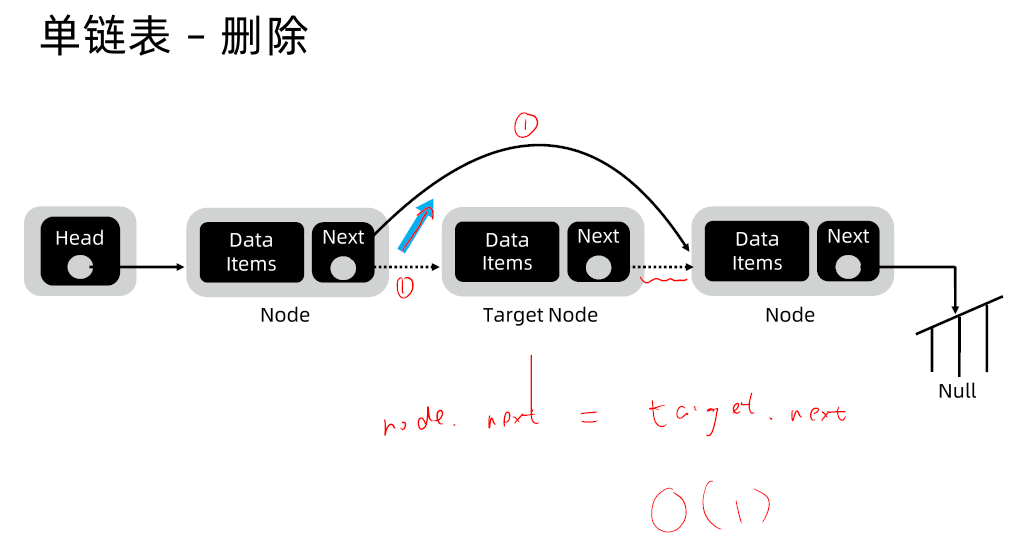 单链表 – 删除
①
Head
Data Items
Next
Data Items
Next
Data Items
Next
①
Node
Target Node
Node
Null
node. next = target. next
O(1)